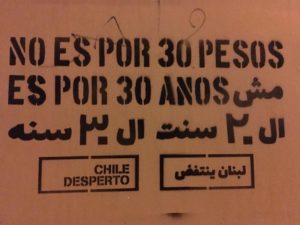 NO ES POR 30 PESOS
ES POR 30 AÑOS مش
ال ٢٠ سنت ال ٣٠ سنه
CHILE
DESPERTO
لبنان ينتفض